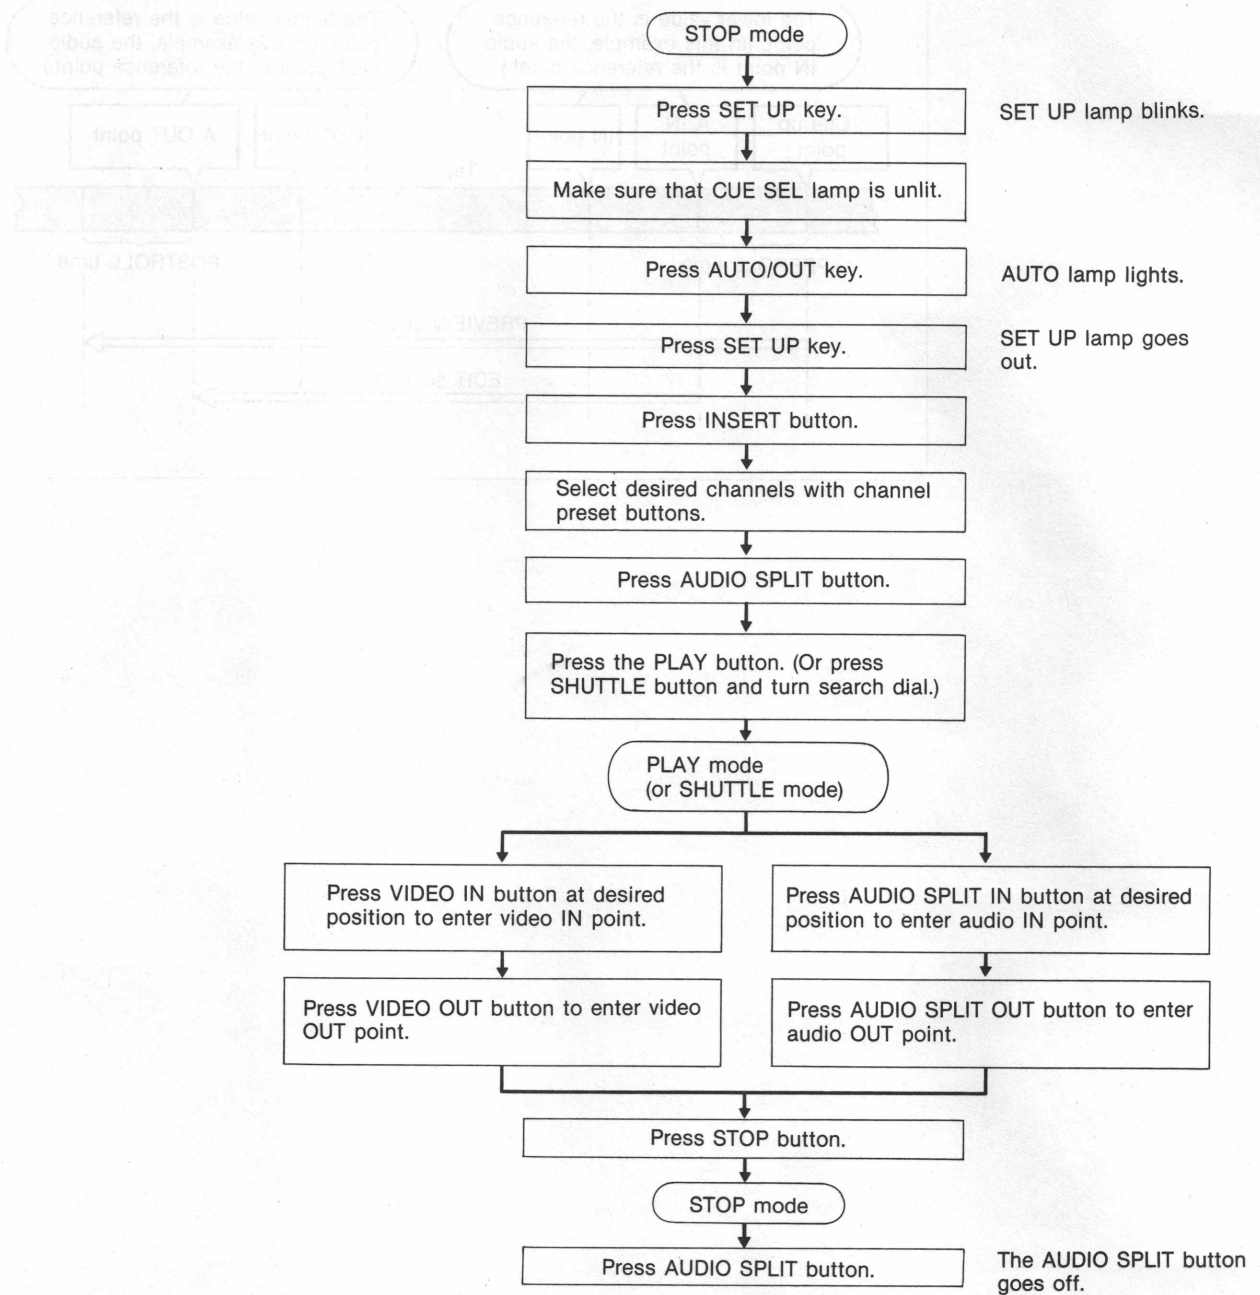 STOP mode
Press SET UP key.
SET UP lamp blinks.
Make sure that CUE SEL lamp is unlit.
Press AUTO/OUT key.
AUTO lamp lights.
Press SET UP key.
SET UP lamp goes
out.
Press INSERT button.
Select desired channels with channel
preset buttons.
Press AUDIO SPLIT button.
Press the PLAY button. (Or press
SHUTTLE button and turn search dial.)
PLAY mode
(or SHUTTLE mode)
Press VIDEO IN button at desired
position to enter video IN point.
Press AUDIO SPLIT IN button at desired
position to enter audio IN point.
Press VIDEO OUT button to enter video
OUT point.
Press AUDIO SPLIT OUT button to enter
audio OUT point.
Press STOP button.
STOP mode
Press AUDIO SPLIT button.
The AUDIO SPLIT button
goes off.